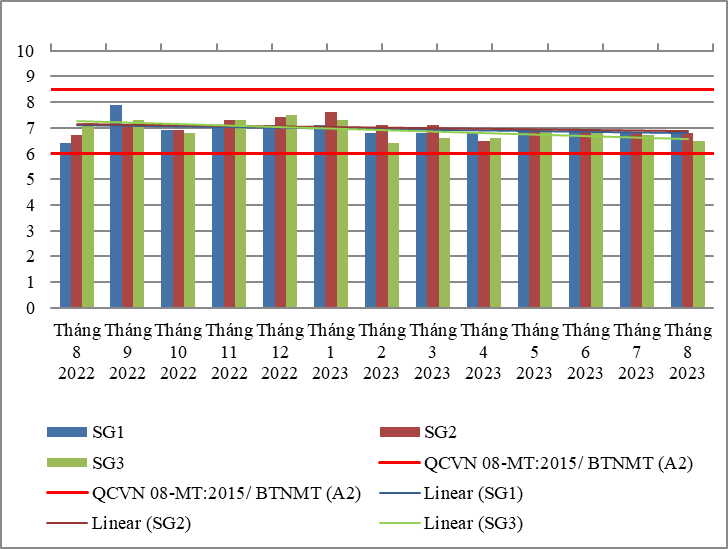 10
9
8
7
6
5
4
3
2
1
0
Tháng 8 2022
Tháng 9 2022
Tháng 10 2022
Tháng 11 2022
Tháng 12 2022
Tháng 1 2023
Tháng 2 2023
Tháng 3 2023
Tháng 4 2023
Tháng 5 2023
Tháng 6 2023
Tháng 7 2023
Tháng 8 2023
SG1
SG2
SG3
QCVN 08-MT:2015/ BTNMT (A2)
QCVN 08-MT:2015/ BTNMT (A2)
Linear (SG1)
Linear (SG2)
Linear (SG3)